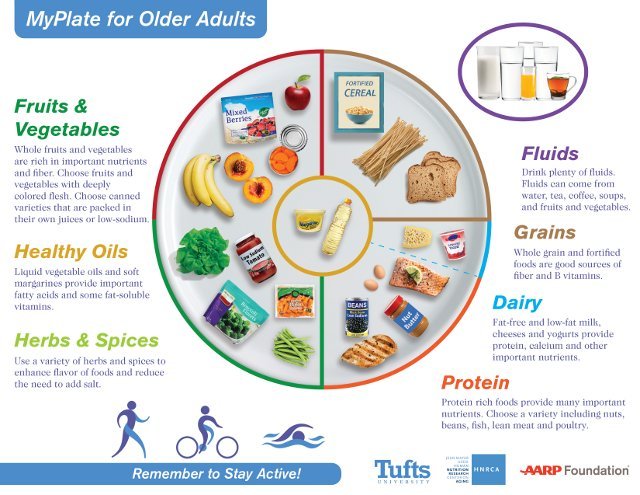 MyPlate for Older Adults
Fruits &
Vegetables
Whole fruits and vegetables
are rich in important nutrients
and fiber. Choose fruits and
vegetables with deeply
colored flesh. Choose canned
varieties that are packed in
their own juices or low-sodium.
Healthy Oils
Liquid vegetable oils and soft
margarines provide important
fatty acids and some fat-soluble
vitamins.
Herbs & Spices
Use a variety of herbs and spices to
enhance flavor of foods and reduce
the need to add salt.
Mixed
Berries
FORTIFIED
CEREAL
Low Sodium
Tomato
BEANS
Nut
Butter
Fluids
Drink plenty of fluids.
Fluids can come from
water, tea, coffee, soups,
and fruits and vegetables.
Grains
Whole grain and fortified
foods are good sources of
fiber and B vitamins.
Dairy
Fat-free and low-fat milk,
cheeses and yogurts provide
protein, calcium and other
important nutrients.
Protein
Protein rich foods provide many important
nutrients. Choose a variety including nuts,
beans, fish, lean meat and poultry.
Remember to Stay Active!
Tufts
UNIVERSITY
JEAN MAYER
USDA
HUMAN
NUTRITION
RESEARCH
CENTER ON
AGING
HNRCA
AARP Foundation